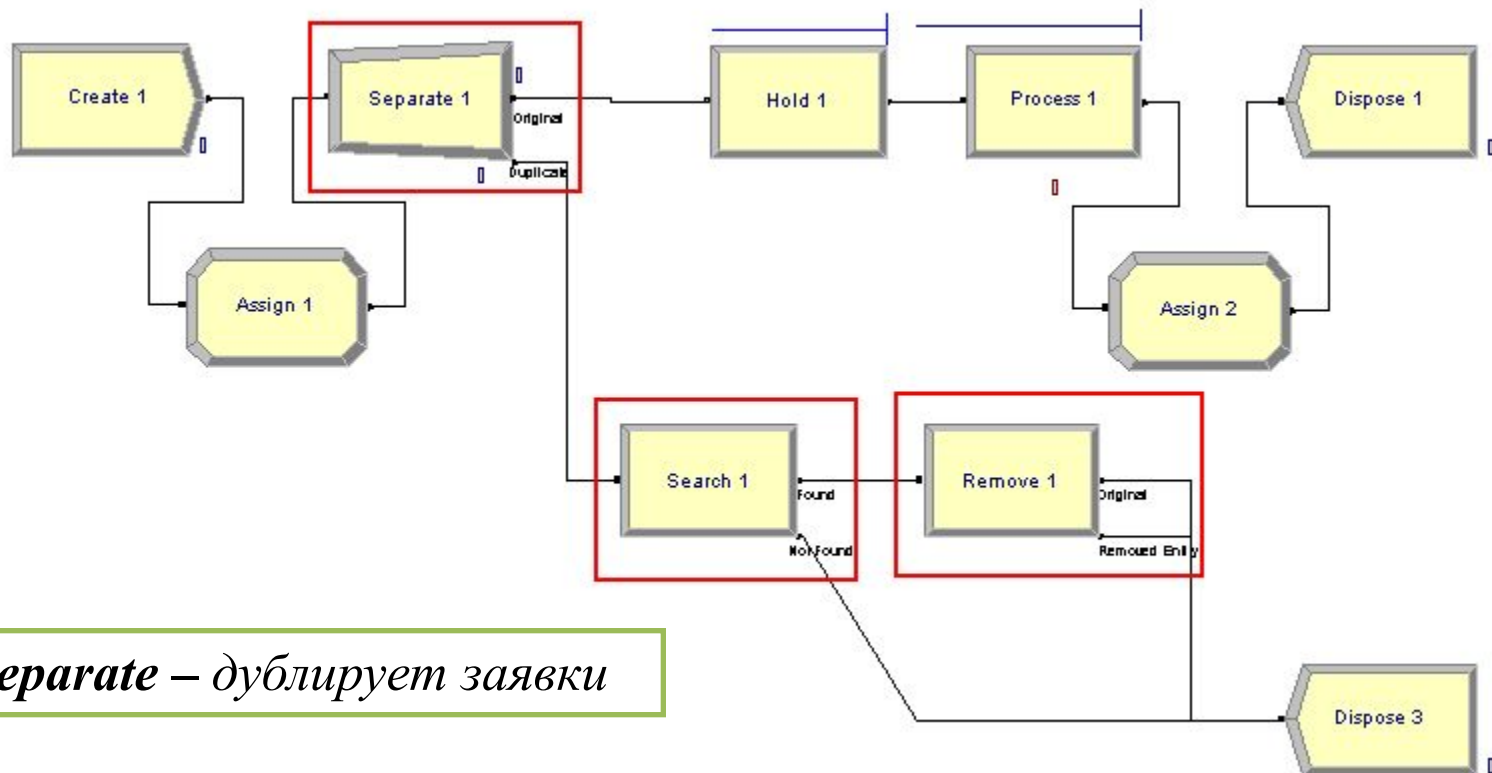 Create 1
Separate 1
Original
Duplicate
Hold 1
Process 1
Dispose 1
Assign 1
Assign 2
Search 1
Found
Not Found
Remove 1
Original
Removed Entity
eparate – дублирует заявки
Dispose 3